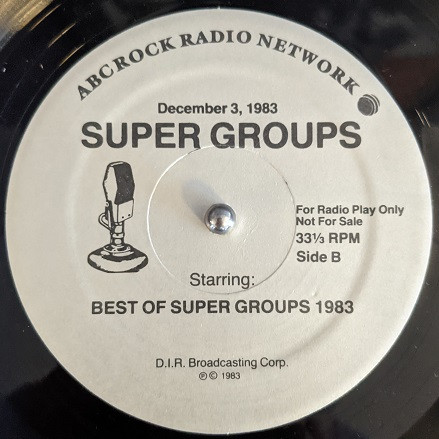 ABC ROCK RADIO NETWORK
December 3, 1983
SUPER GROUPS
For Radio Play Only
Not For Sale
33⅓ RPM
Side B
Starring:
BEST OF SUPER GROUPS 1983
D.I.R. Broadcasting Corp.
℗ © 1983